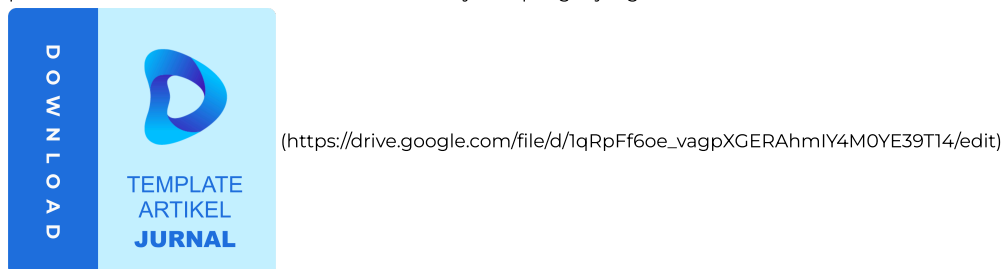 DOWNLOAD
TEMPLATE
ARTIKEL
JURNAL
(https://drive.google.com/file/d/1qRpFf6oe_vagpXGERAhmIY4M0YE39T14/edit)